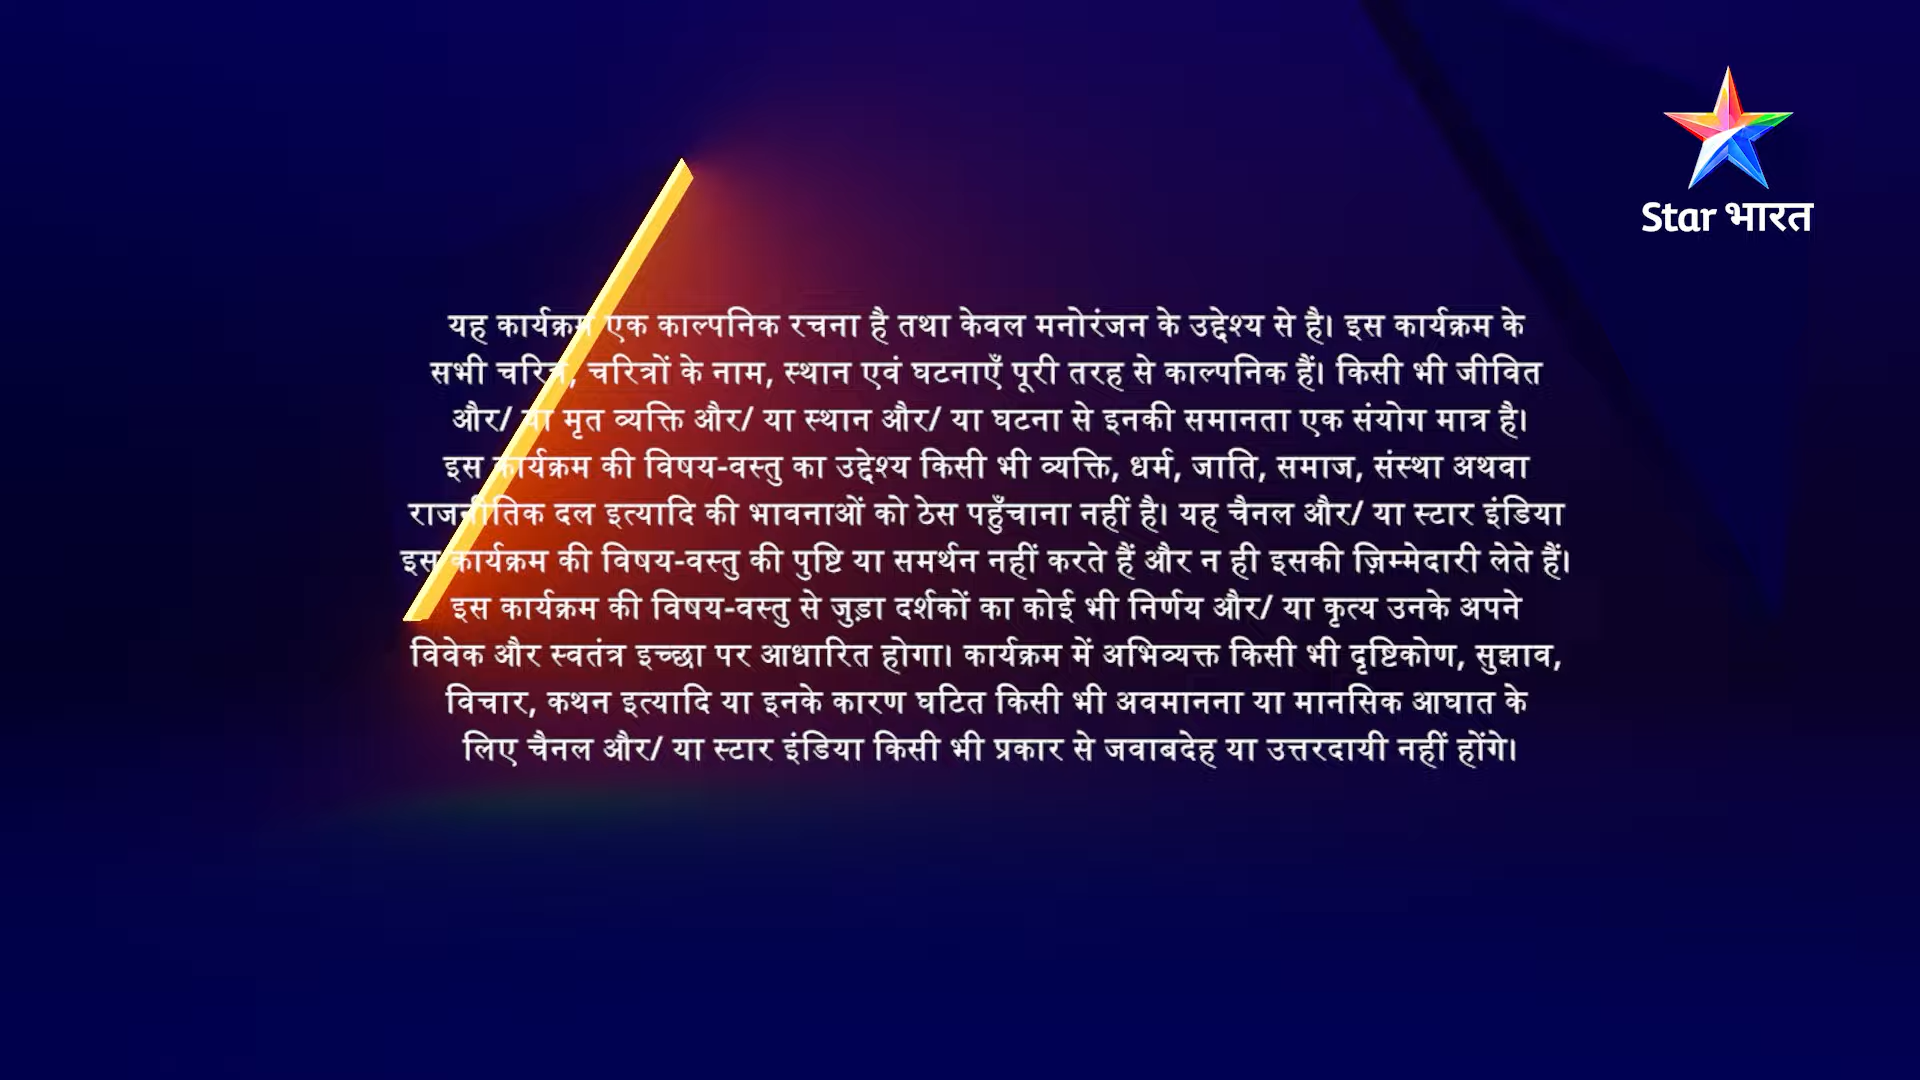 Star भारत
यह कार्यक्रम एक काल्पनिक रचना है तथा केवल मनोरंजन के उद्देश्य से है। इस कार्यक्रम के
सभी चरित्र, चरित्रों के नाम, स्थान एवं घटनाएँ पूरी तरह से काल्पनिक हैं। किसी भी जीवित
और/ या मृत व्यक्ति और/ या स्थान और/ या घटना से इनकी समानता एक संयोग मात्र है।
इस कार्यक्रम की विषय-वस्तु का उद्देश्य किसी भी व्यक्ति, धर्म, जाति, समाज, संस्था अथवा
राजनीतिक दल इत्यादि की भावनाओं को ठेस पहुँचाना नहीं है। यह चैनल और/ या स्टार इंडिया
इस कार्यक्रम की विषय-वस्तु की पुष्टि या समर्थन नहीं करते हैं और न ही इसकी ज़िम्मेदारी लेते हैं।
इस कार्यक्रम की विषय-वस्तु से जुड़ा दर्शकों का कोई भी निर्णय और/ या कृत्य उनके अपने
विवेक और स्वतंत्र इच्छा पर आधारित होगा। कार्यक्रम में अभिव्यक्त किसी भी दृष्टिकोण, सुझाव,
विचार, कथन इत्यादि या इनके कारण घटित किसी भी अवमानना या मानसिक आघात के
लिए चैनल और/ या स्टार इंडिया किसी भी प्रकार से जवाबदेह या उत्तरदायी नहीं होंगे।